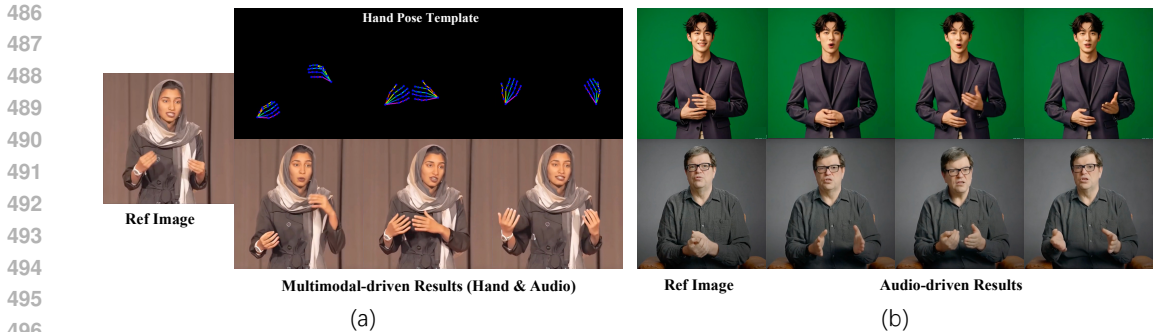 486
487
488
489
490
491
492
493
494
495
496
Hand Pose Template
Ref Image
Multimodal-driven Results (Hand & Audio)
(a)
Ref Image
Audio-driven Results
(b)